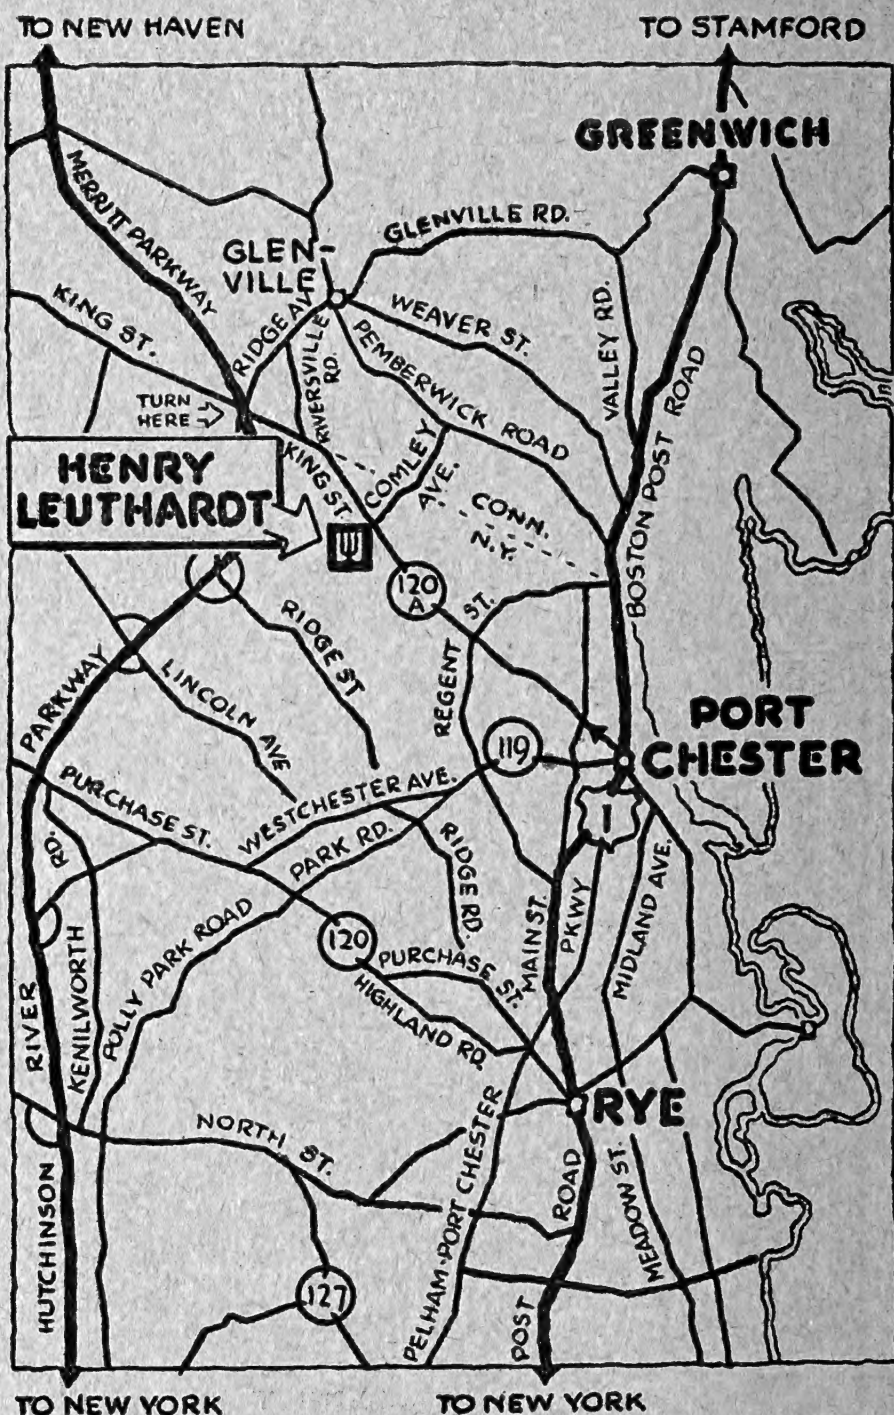 TO NEW HAVEN
TO STAMFORD
GREENWICH
MERRITT PARKWAY
GLENVILLE RD.
GLEN-
VILLE
KING ST.
RIDGE AV.
WEAVER ST.
VALLEY RD.
RIVERSVILLE
RD.
PEMBERWICK ROAD
TURN
HERE
BOSTON POST ROAD
HENRY
LEUTHARDT
KING ST
COMLEY
AVE.
CONN.
N.Y.
120
A
RIDGE ST
REGENT
ST.
PARKWAY
LINCOLN AVE
PORT
CHESTER
119
PURCHASE ST.
WESTCHESTER AVE.
1
RD.
PARK RD.
RIDGE RD.
MAIN ST.
PKWY
MIDLAND AVE.
POLLY PARK ROAD
120
PURCHASE ST.
HIGHLAND RD.
RIVER
KENILWORTH
RYE
NORTH ST.
PELHAM-PORT CHESTER
ROAD
MEADOW ST.
HUTCHINSON
127
POST
TO NEW YORK
TO NEW YORK